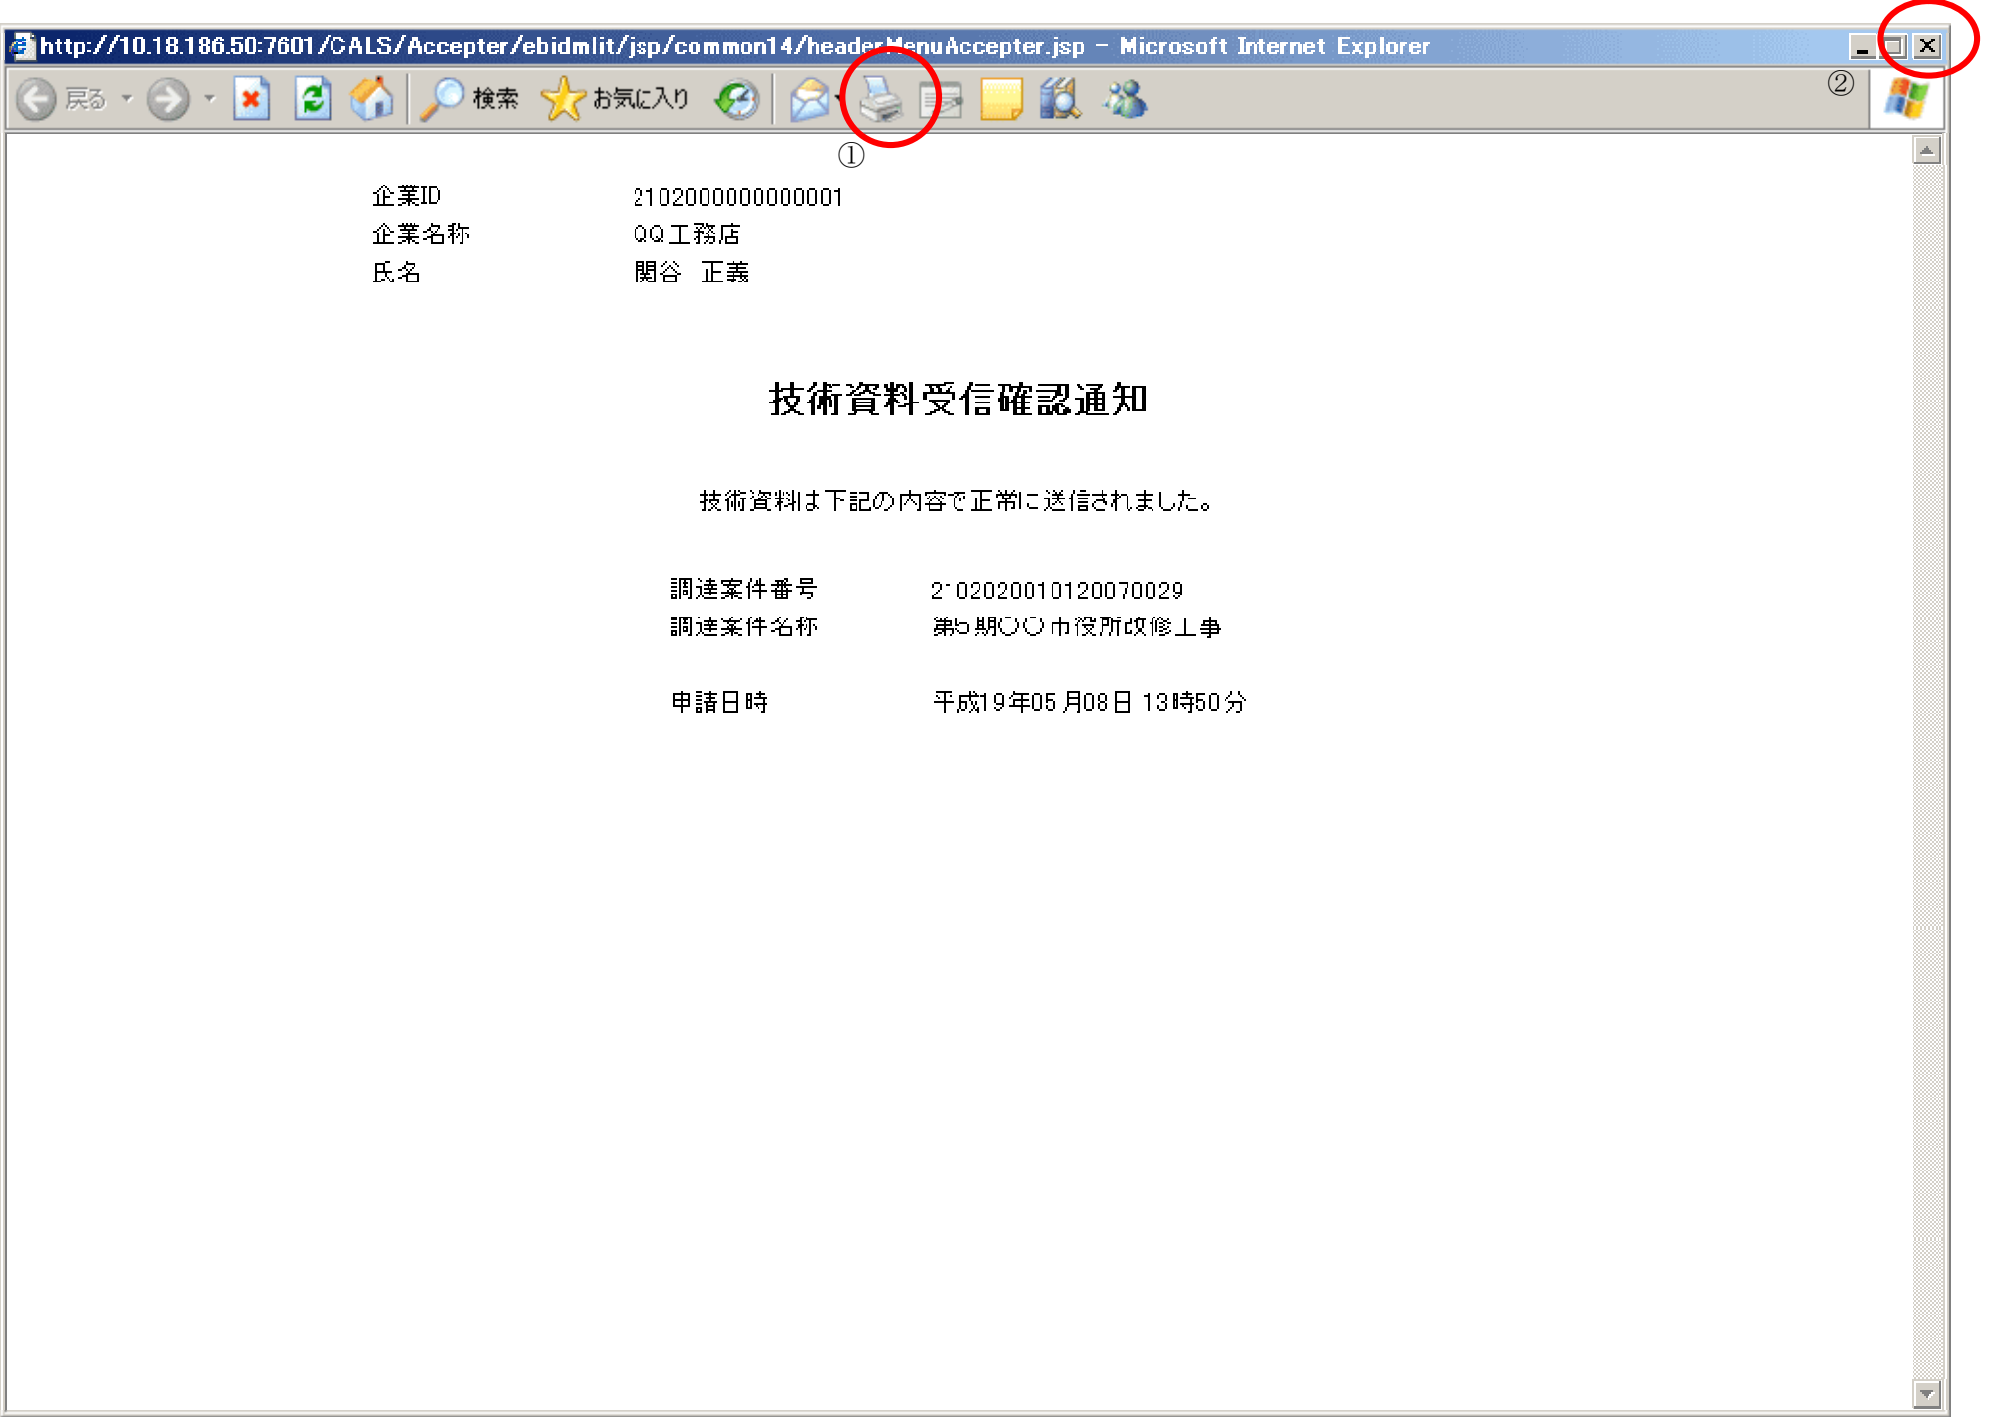 http://10.18.186.50:7601/CALS/Accepter/ebidmlit/jsp/common14/headerMenuAccepter.jsp - Microsoft Internet Explorer
戻る 検索 お気に入り ②
①
企業ID 2102000000000001
企業名称 QQ工務店
氏名 関谷 正義
技術資料受信確認通知
技術資料は下記の内容で正常に送信されました。
調達案件番号 2102020010120070029
調達案件名称 第5期〇〇市役所改修工事
申請日時 平成19年05月08日 13時50分